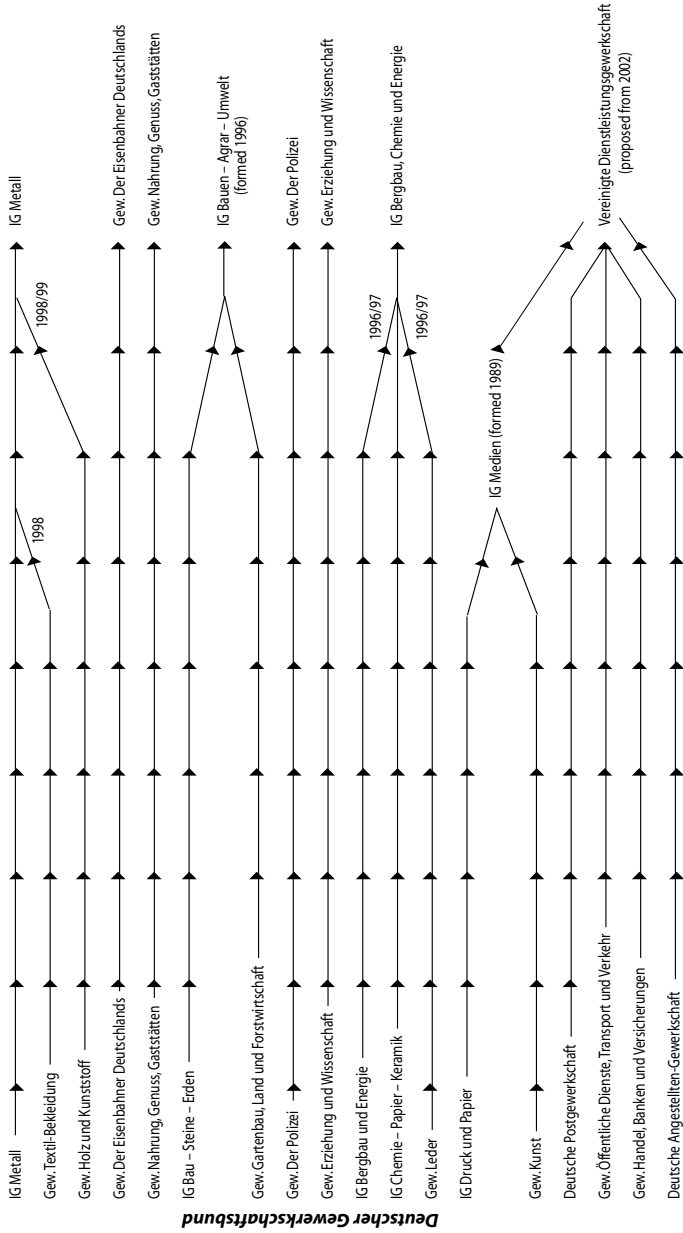 Deutscher Gewerkschaftsbund
IG Metall
Gew. Textil-Bekleidung
Gew. Holz und Kunststoff
Gew. Der Eisenbahner Deutschlands
Gew. Nahrung, Genuss, Gaststätten
IG Bau – Steine – Erden
Gew. Gartenbau, Land und Forstwirtschaft
Gew. Der Polizei
Gew. Erziehung und Wissenschaft
IG Bergbau und Energie
IG Chemie – Papier – Keramik
Gew. Leder
IG Druck und Papier
Gew. Kunst
Deutsche Postgewerkschaft
Gew. Öffentliche Dienste, Transport und Verkehr
Gew. Handel, Banken und Versicherungen
Deutsche Angestellten-Gewerkschaft
1998
1998/99
1996/97
1996/97
IG Medien (formed 1989)
IG Metall
Gew. Der Eisenbahner Deutschlands
Gew. Nahrung, Genuss, Gaststätten
IG Bauen – Agrar – Umwelt
(formed 1996)
Gew. Der Polizei
Gew. Erziehung und Wissenschaft
IG Bergbau, Chemie und Energie
Vereinigte Dienstleistungsgewerkschaft
(proposed from 2002)